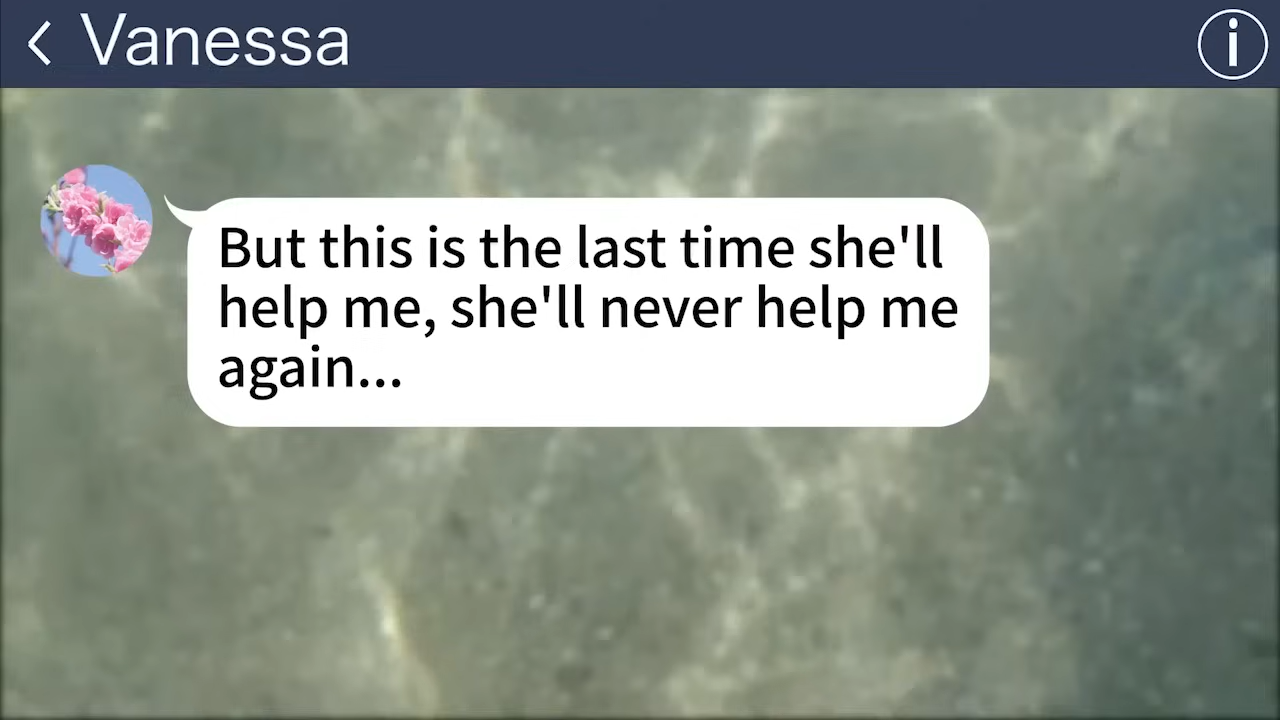 Vanessa
But this is the last time she'll
help me, she'll never help me
again...